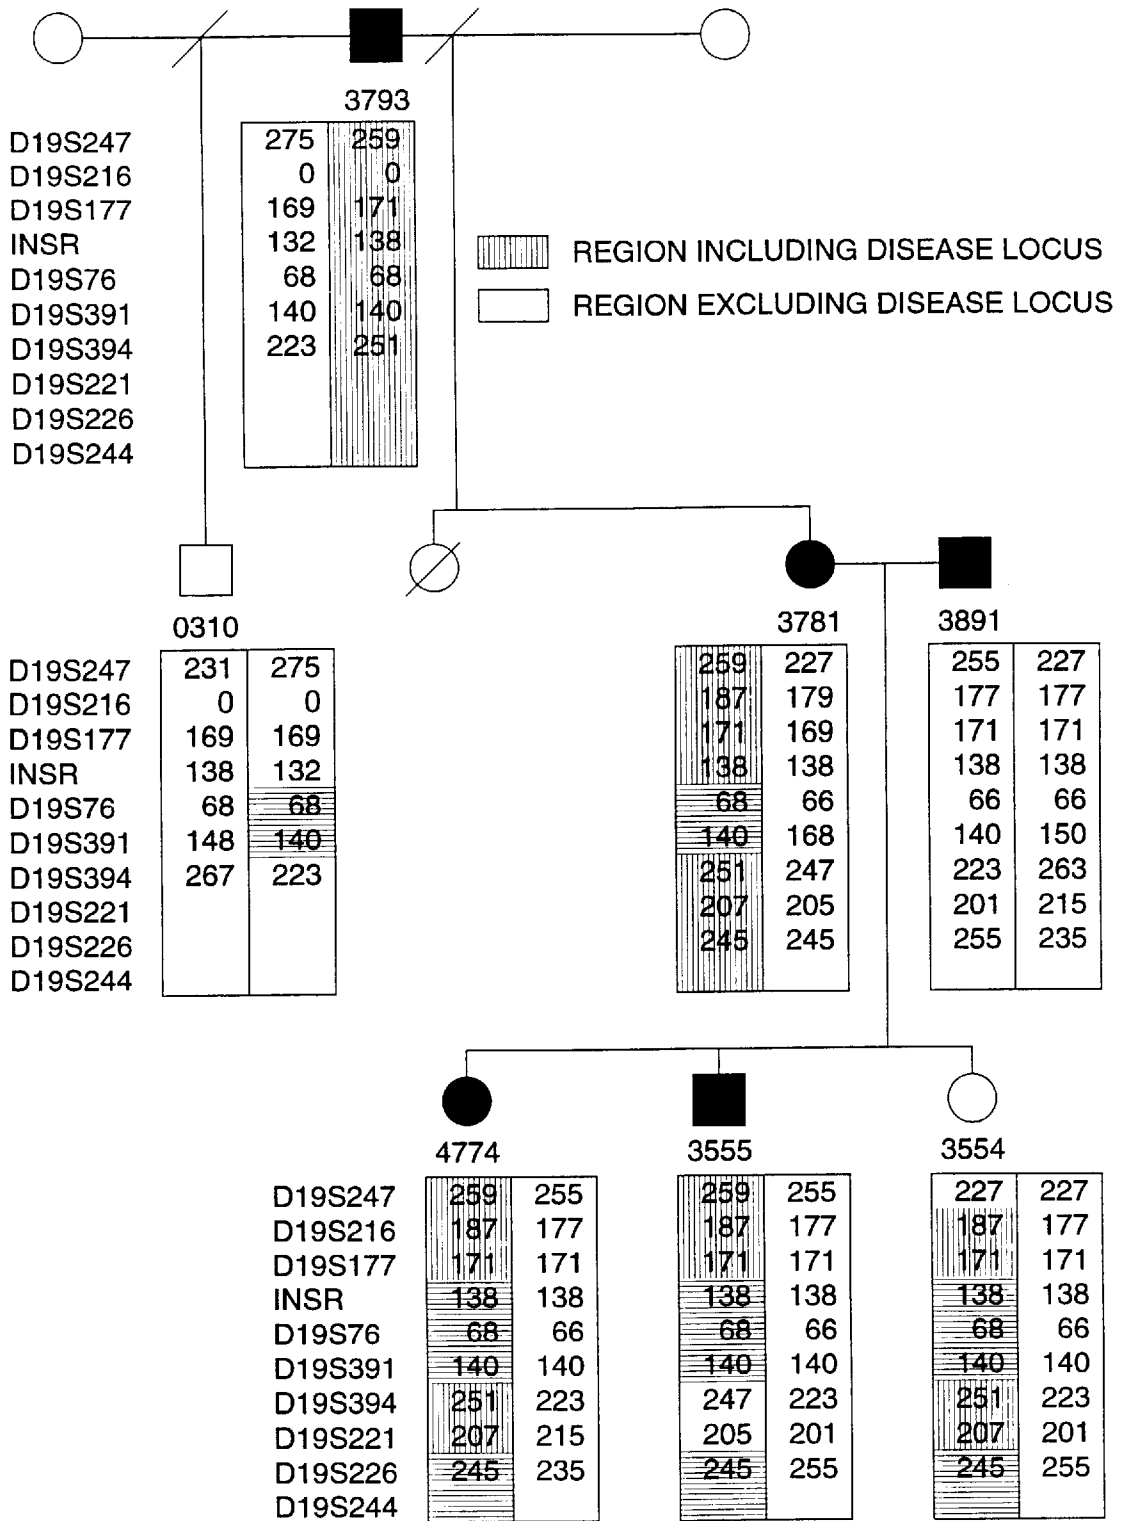 3793
D19S247 275 259
D19S216 0 0
D19S177 169 171
INSR 132 138
D19S76 68 68
D19S391 140 140
D19S394 223 251
D19S221
D19S226
D19S244
REGION INCLUDING DISEASE LOCUS
REGION EXCLUDING DISEASE LOCUS
0310 3781 3891
D19S247 231 275 259 227 255 227
D19S216 0 0 187 179 177 177
D19S177 169 169 171 169 171 171
INSR 138 132 138 138 138 138
D19S76 68 68 68 66 66 66
D19S391 148 140 140 168 140 150
D19S394 267 223 251 247 223 263
D19S221 207 205 201 215
D19S226 245 245 255 235
D19S244
4774 3555 3554
D19S247 259 255 259 255 227 227
D19S216 187 177 187 177 187 177
D19S177 171 171 171 171 171 171
INSR 138 138 138 138 138 138
D19S76 68 66 68 66 68 66
D19S391 140 140 140 140 140 140
D19S394 251 223 247 223 251 223
D19S221 207 215 205 201 207 201
D19S226 245 235 245 255 245 255
D19S244